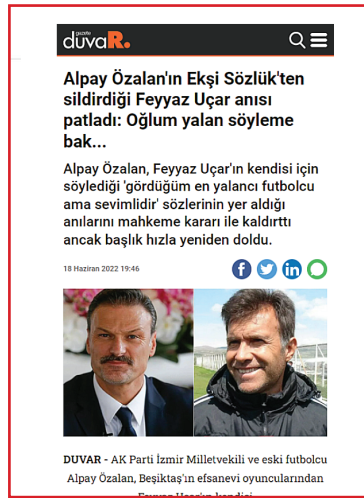 gazete
duvaR.
Alpay Özalan'ın Ekşi Sözlük'ten
sildirdiği Feyyaz Uçar anısı
patladı: Oğlum yalan söyleme
bak...
Alpay Özalan, Feyyaz Uçar'ın kendisi için
söylediği 'gördüğüm en yalancı futbolcu
ama sevimlidir' sözlerinin yer aldığı
anılarını mahkeme kararı ile kaldırttı
ancak başlık hızla yeniden doldu.
18 Haziran 2022 19:46
f
in
DUVAR - AK Parti İzmir Milletvekili ve eski futbolcu
Alpay Özalan, Beşiktaş'ın efsanevi oyuncularından